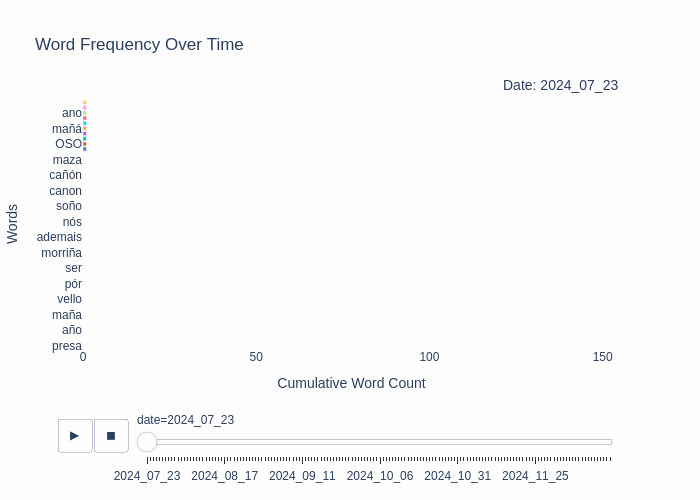 Word Frequency Over Time
Date: 2024_07_23
Words
ano
mañá
OSO
maza
cañón
canon
soño
nós
ademais
morriña
ser
pór
vello
maña
año
presa
0 50 100 150
Cumulative Word Count
date=2024_07_23
2024_07_23 2024_08_17 2024_09_11 2024_10_06 2024_10_31 2024_11_25